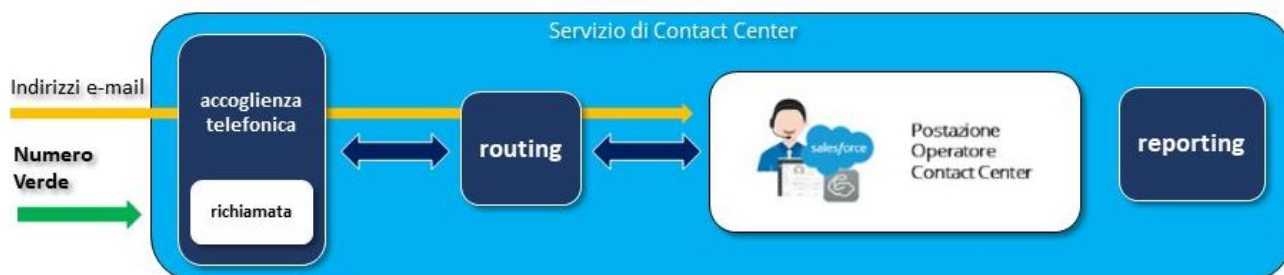 Servizio di Contact Center
Indirizzi e-mail
accoglienza
telefonica
Numero
Verde
richiamata
routing
salesforce
Postazione
Operatore
Contact Center
reporting